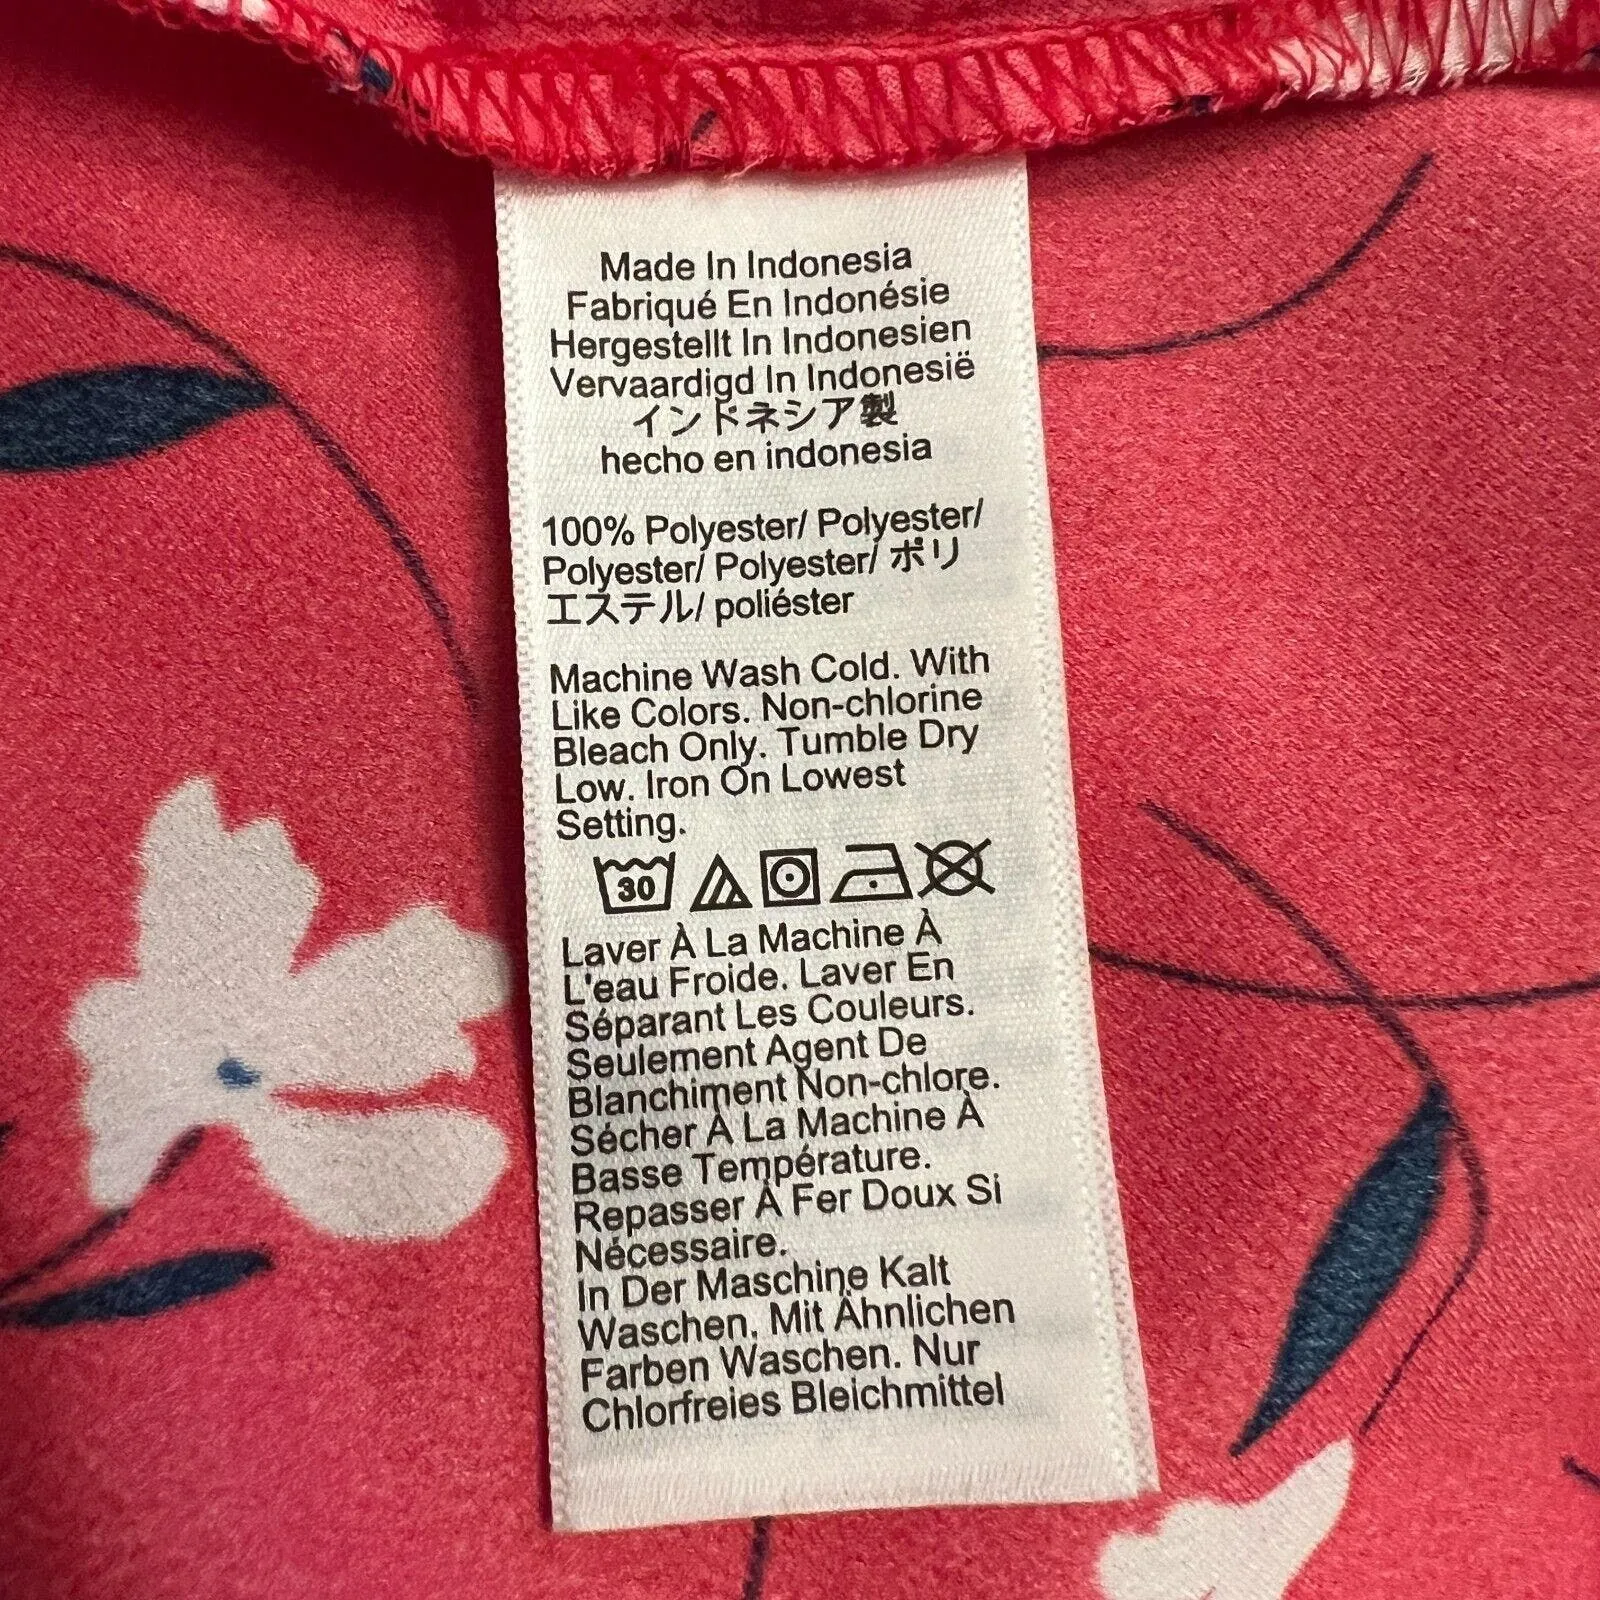 Made In Indonesia
Fabriqué En Indonésie
Hergestellt In Indonesien
Vervaardigd In Indonesië
インドネシア製
hecho en indonesia
100% Polyester/ Polyester/
Polyester/ Polyester/ ポリ
エステル/ poliéster
Machine Wash Cold. With
Like Colors. Non-chlorine
Bleach Only. Tumble Dry
Low. Iron On Lowest
Setting.
30
Laver À La Machine À
L'eau Froide. Laver En
Séparant Les Couleurs.
Seulement Agent De
Blanchiment Non-chlore.
Sécher À La Machine À
Basse Température.
Repasser À Fer Doux Si
Nécessaire.
In Der Maschine Kalt
Waschen. Mit Ähnlichen
Farben Waschen. Nur
Chlorfreies Bleichmittel